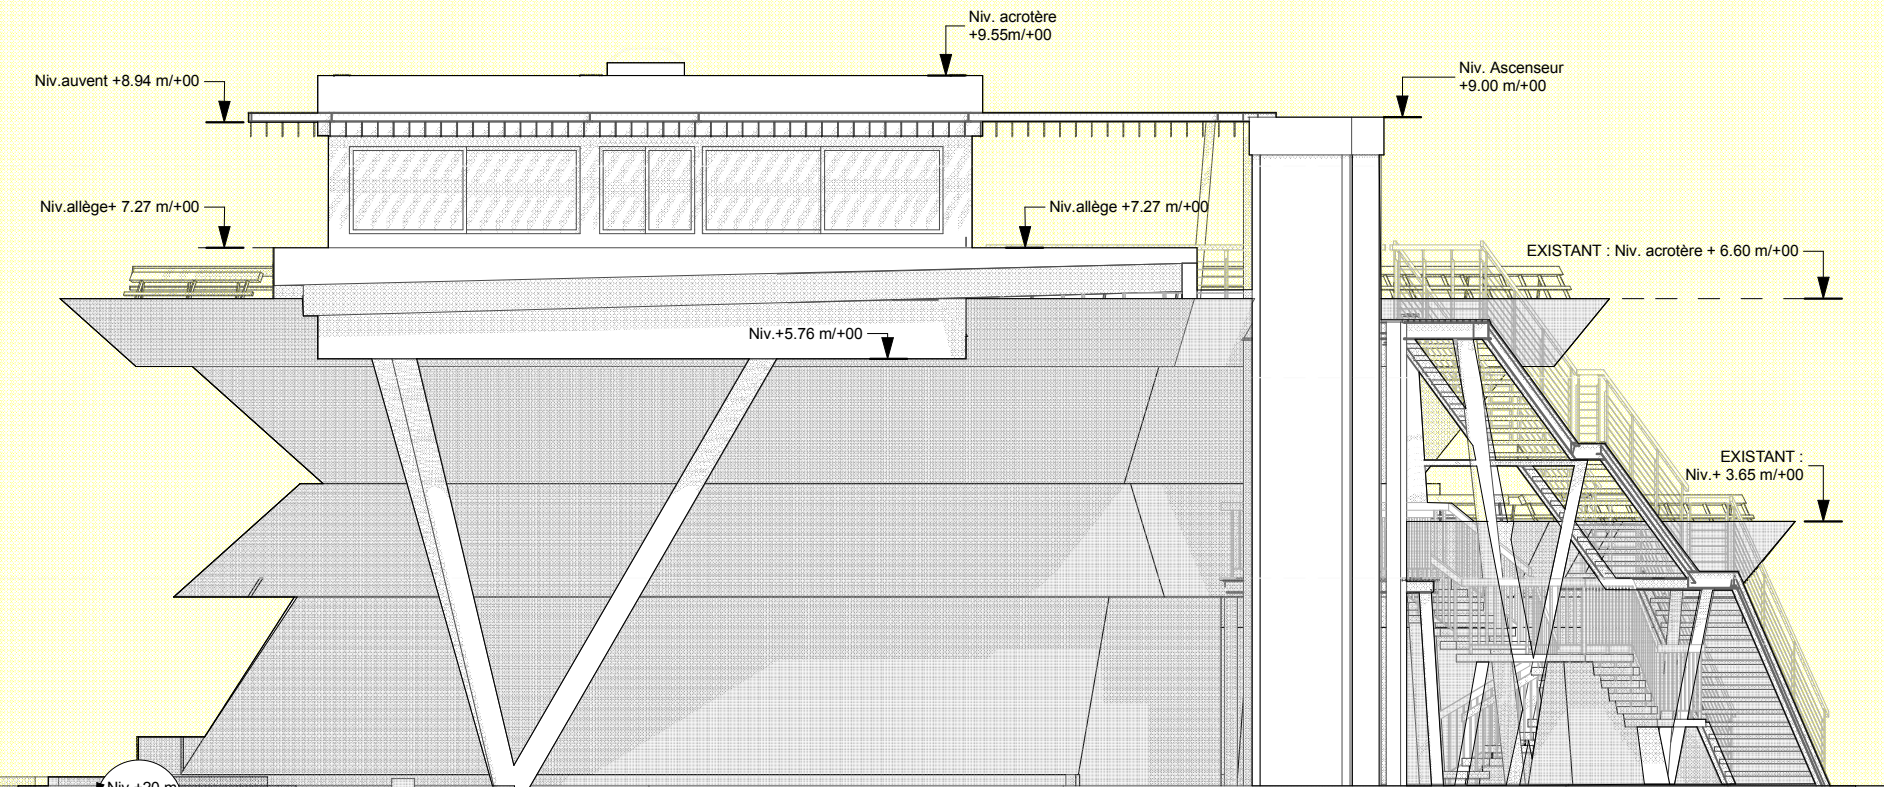 Niv. acrotère
+9.55m/+00
Niv. Ascenseur
+9.00 m/+00
Niv.auvent +8.94 m/+00
Niv.allège+ 7.27 m/+00
Niv.allège +7.27 m/+00
EXISTANT : Niv. acrotère + 6.60 m/+00
Niv.+5.76 m/+00
EXISTANT :
Niv.+ 3.65 m/+00
Niv +20 m